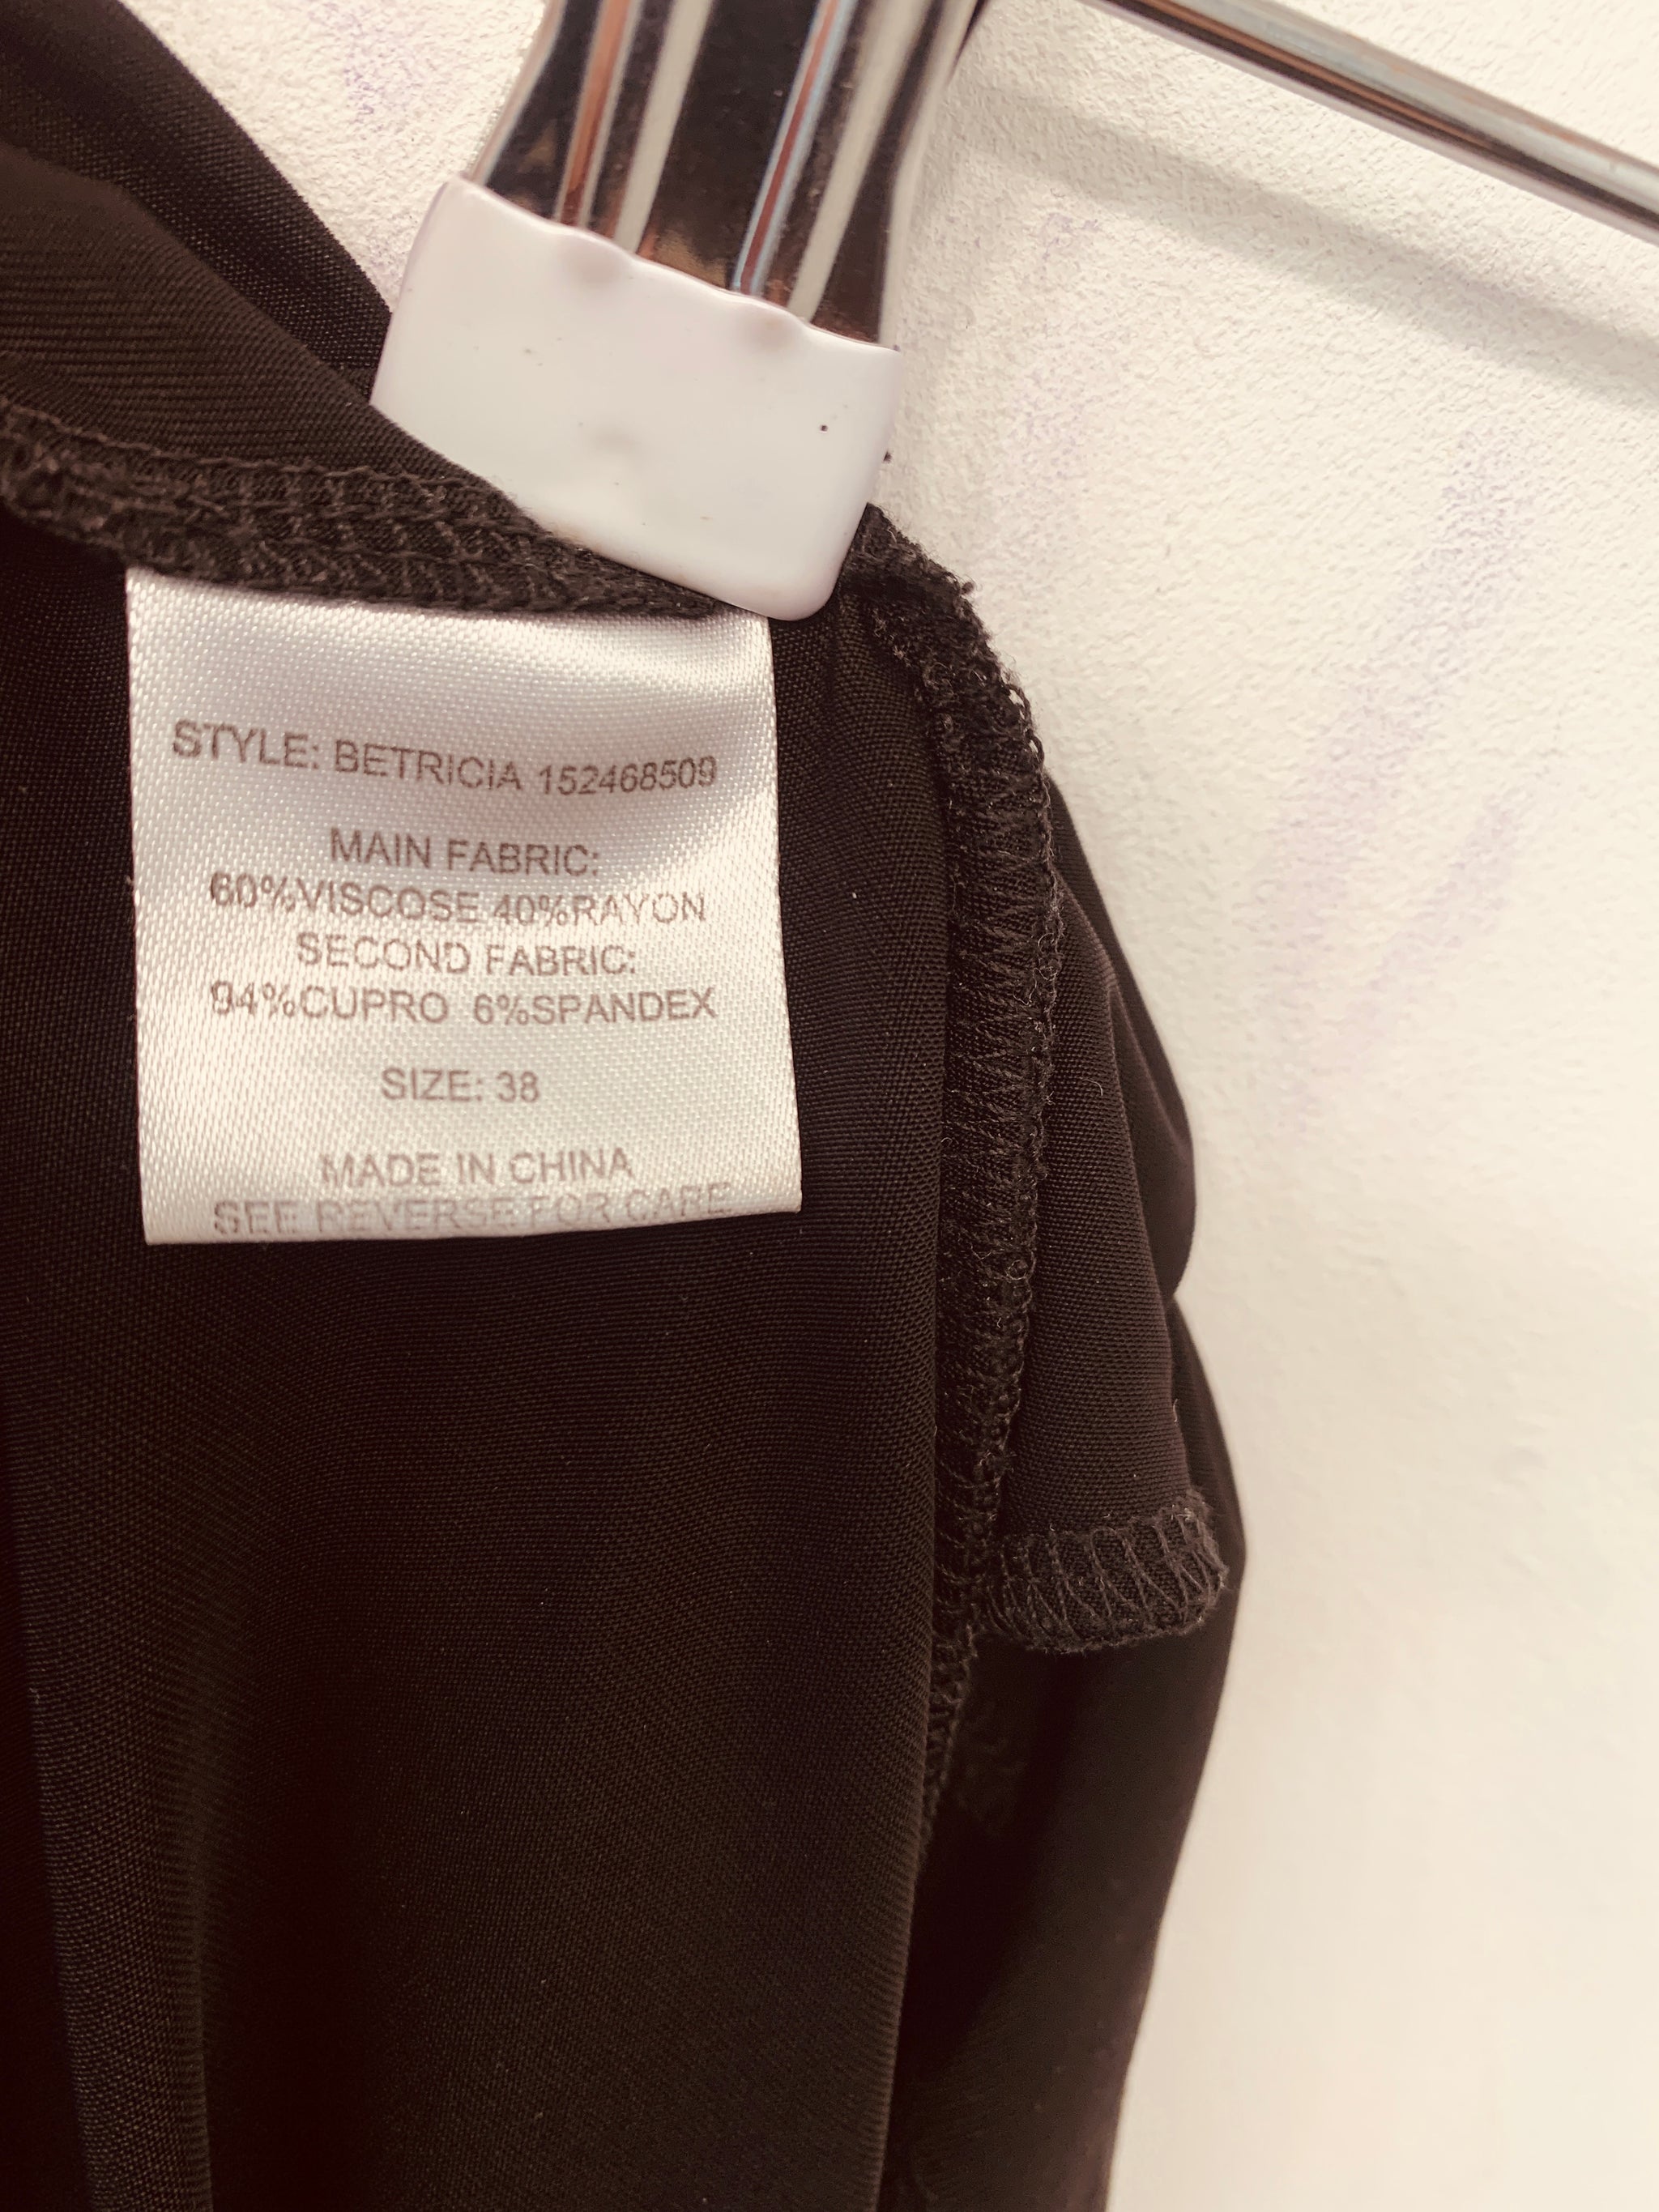 STYLE: BETRICIA 152468509
MAIN FABRIC:
60%VISCOSE 40%RAYON
SECOND FABRIC:
94%CUPRO 6%SPANDEX
SIZE: 38
MADE IN CHINA
SEE REVERSE FOR CARE